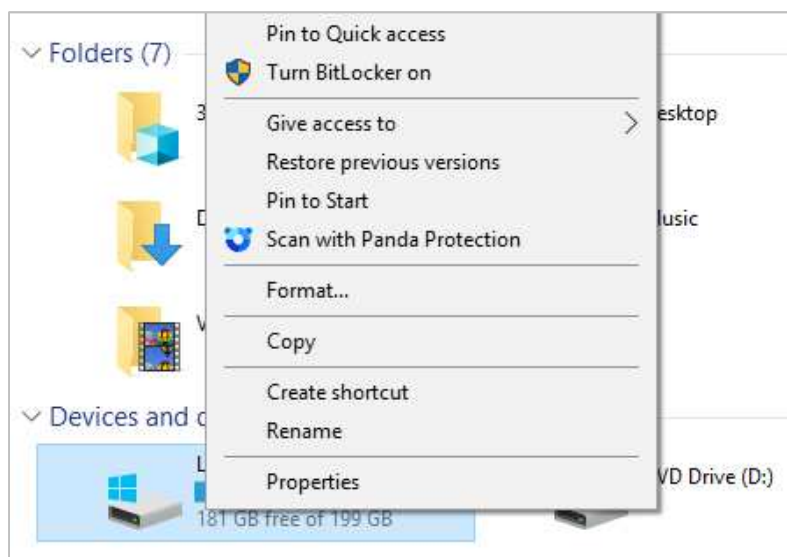 Pin to Quick access
Folders (7)
Turn BitLocker on
3
Give access to
esktop
Restore previous versions
Pin to Start
D
usic
Scan with Panda Protection
Format...
V
Copy
Create shortcut
Devices and
Rename
L
Properties
VD Drive (D:)
181 GB free of 199 GB